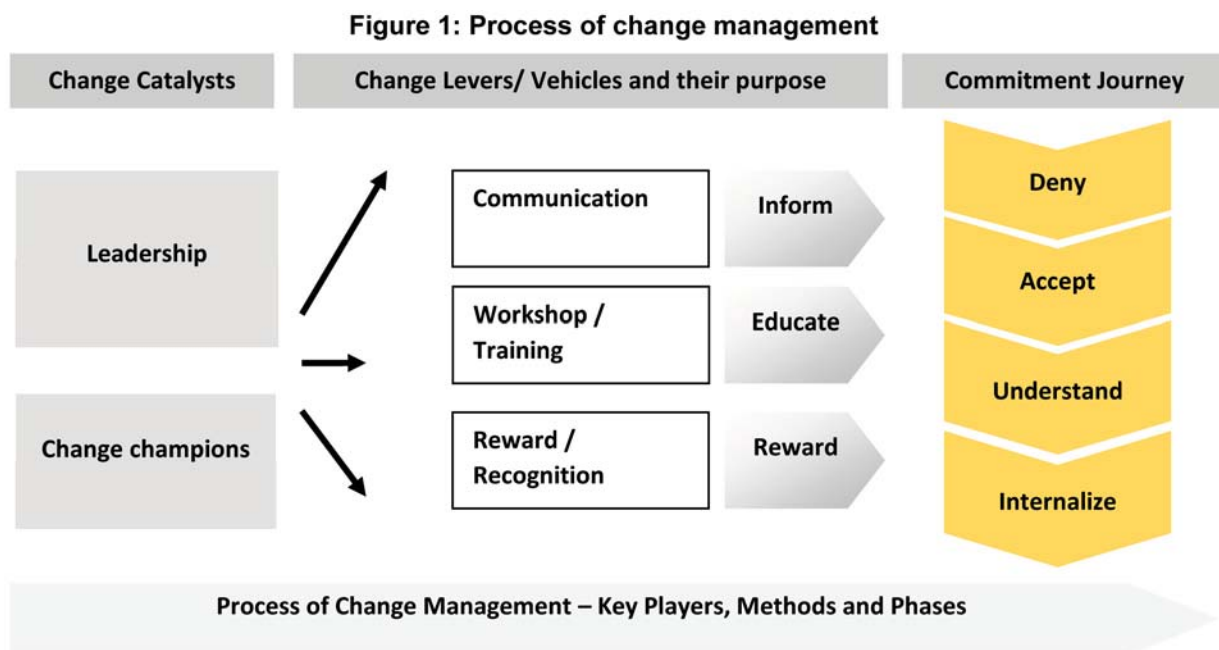 Figure 1: Process of change management
Change Catalysts
Change Levers/ Vehicles and their purpose
Commitment Journey
Leadership
Change champions
Communication
Inform
Workshop /
Training
Educate
Reward /
Recognition
Reward
Deny
Accept
Understand
Internalize
Process of Change Management – Key Players, Methods and Phases